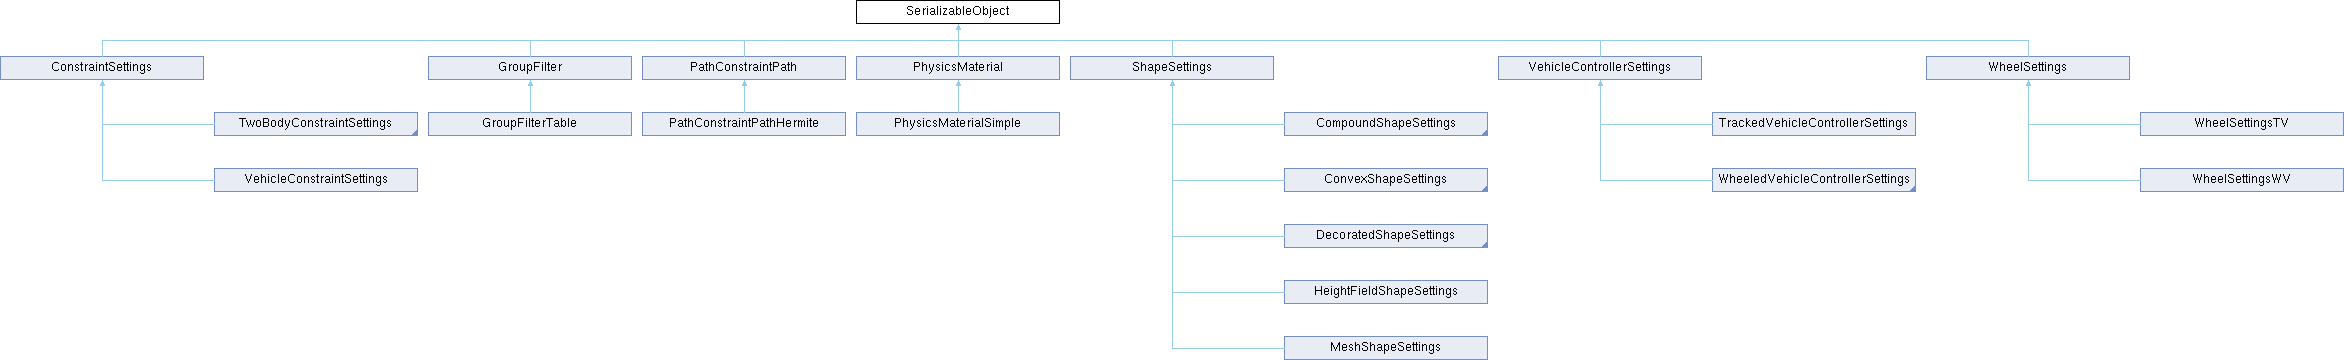 SerializableObject
ConstraintSettings
GroupFilter
PathConstraintPath
PhysicsMaterial
ShapeSettings
VehicleControllerSettings
WheelSettings
TwoBodyConstraintSettings
GroupFilterTable
PathConstraintPathHermite
PhysicsMaterialSimple
CompoundShapeSettings
TrackedVehicleControllerSettings
WheelSettingsTV
VehicleConstraintSettings
ConvexShapeSettings
WheeledVehicleControllerSettings
WheelSettingsWV
DecoratedShapeSettings
HeightFieldShapeSettings
MeshShapeSettings